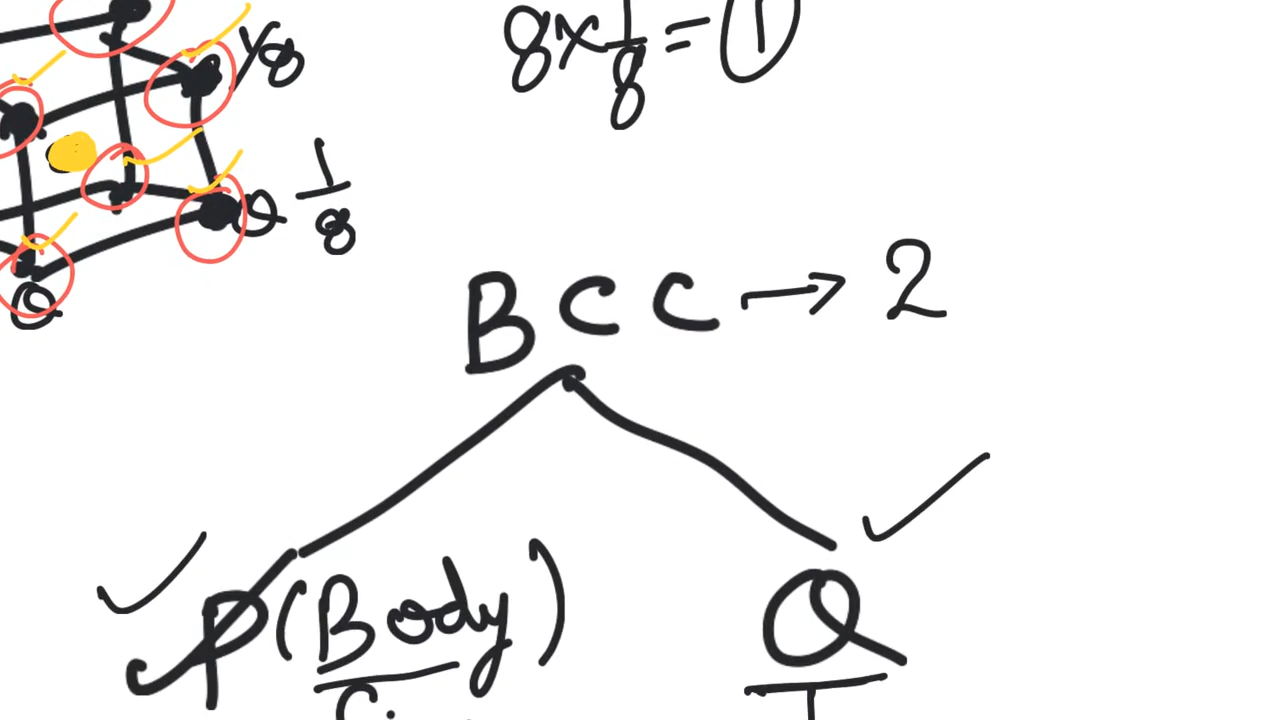 8 × 1/8 = 1
1/8
Q 1/8
Q
BCC → 2
P (Body) Q